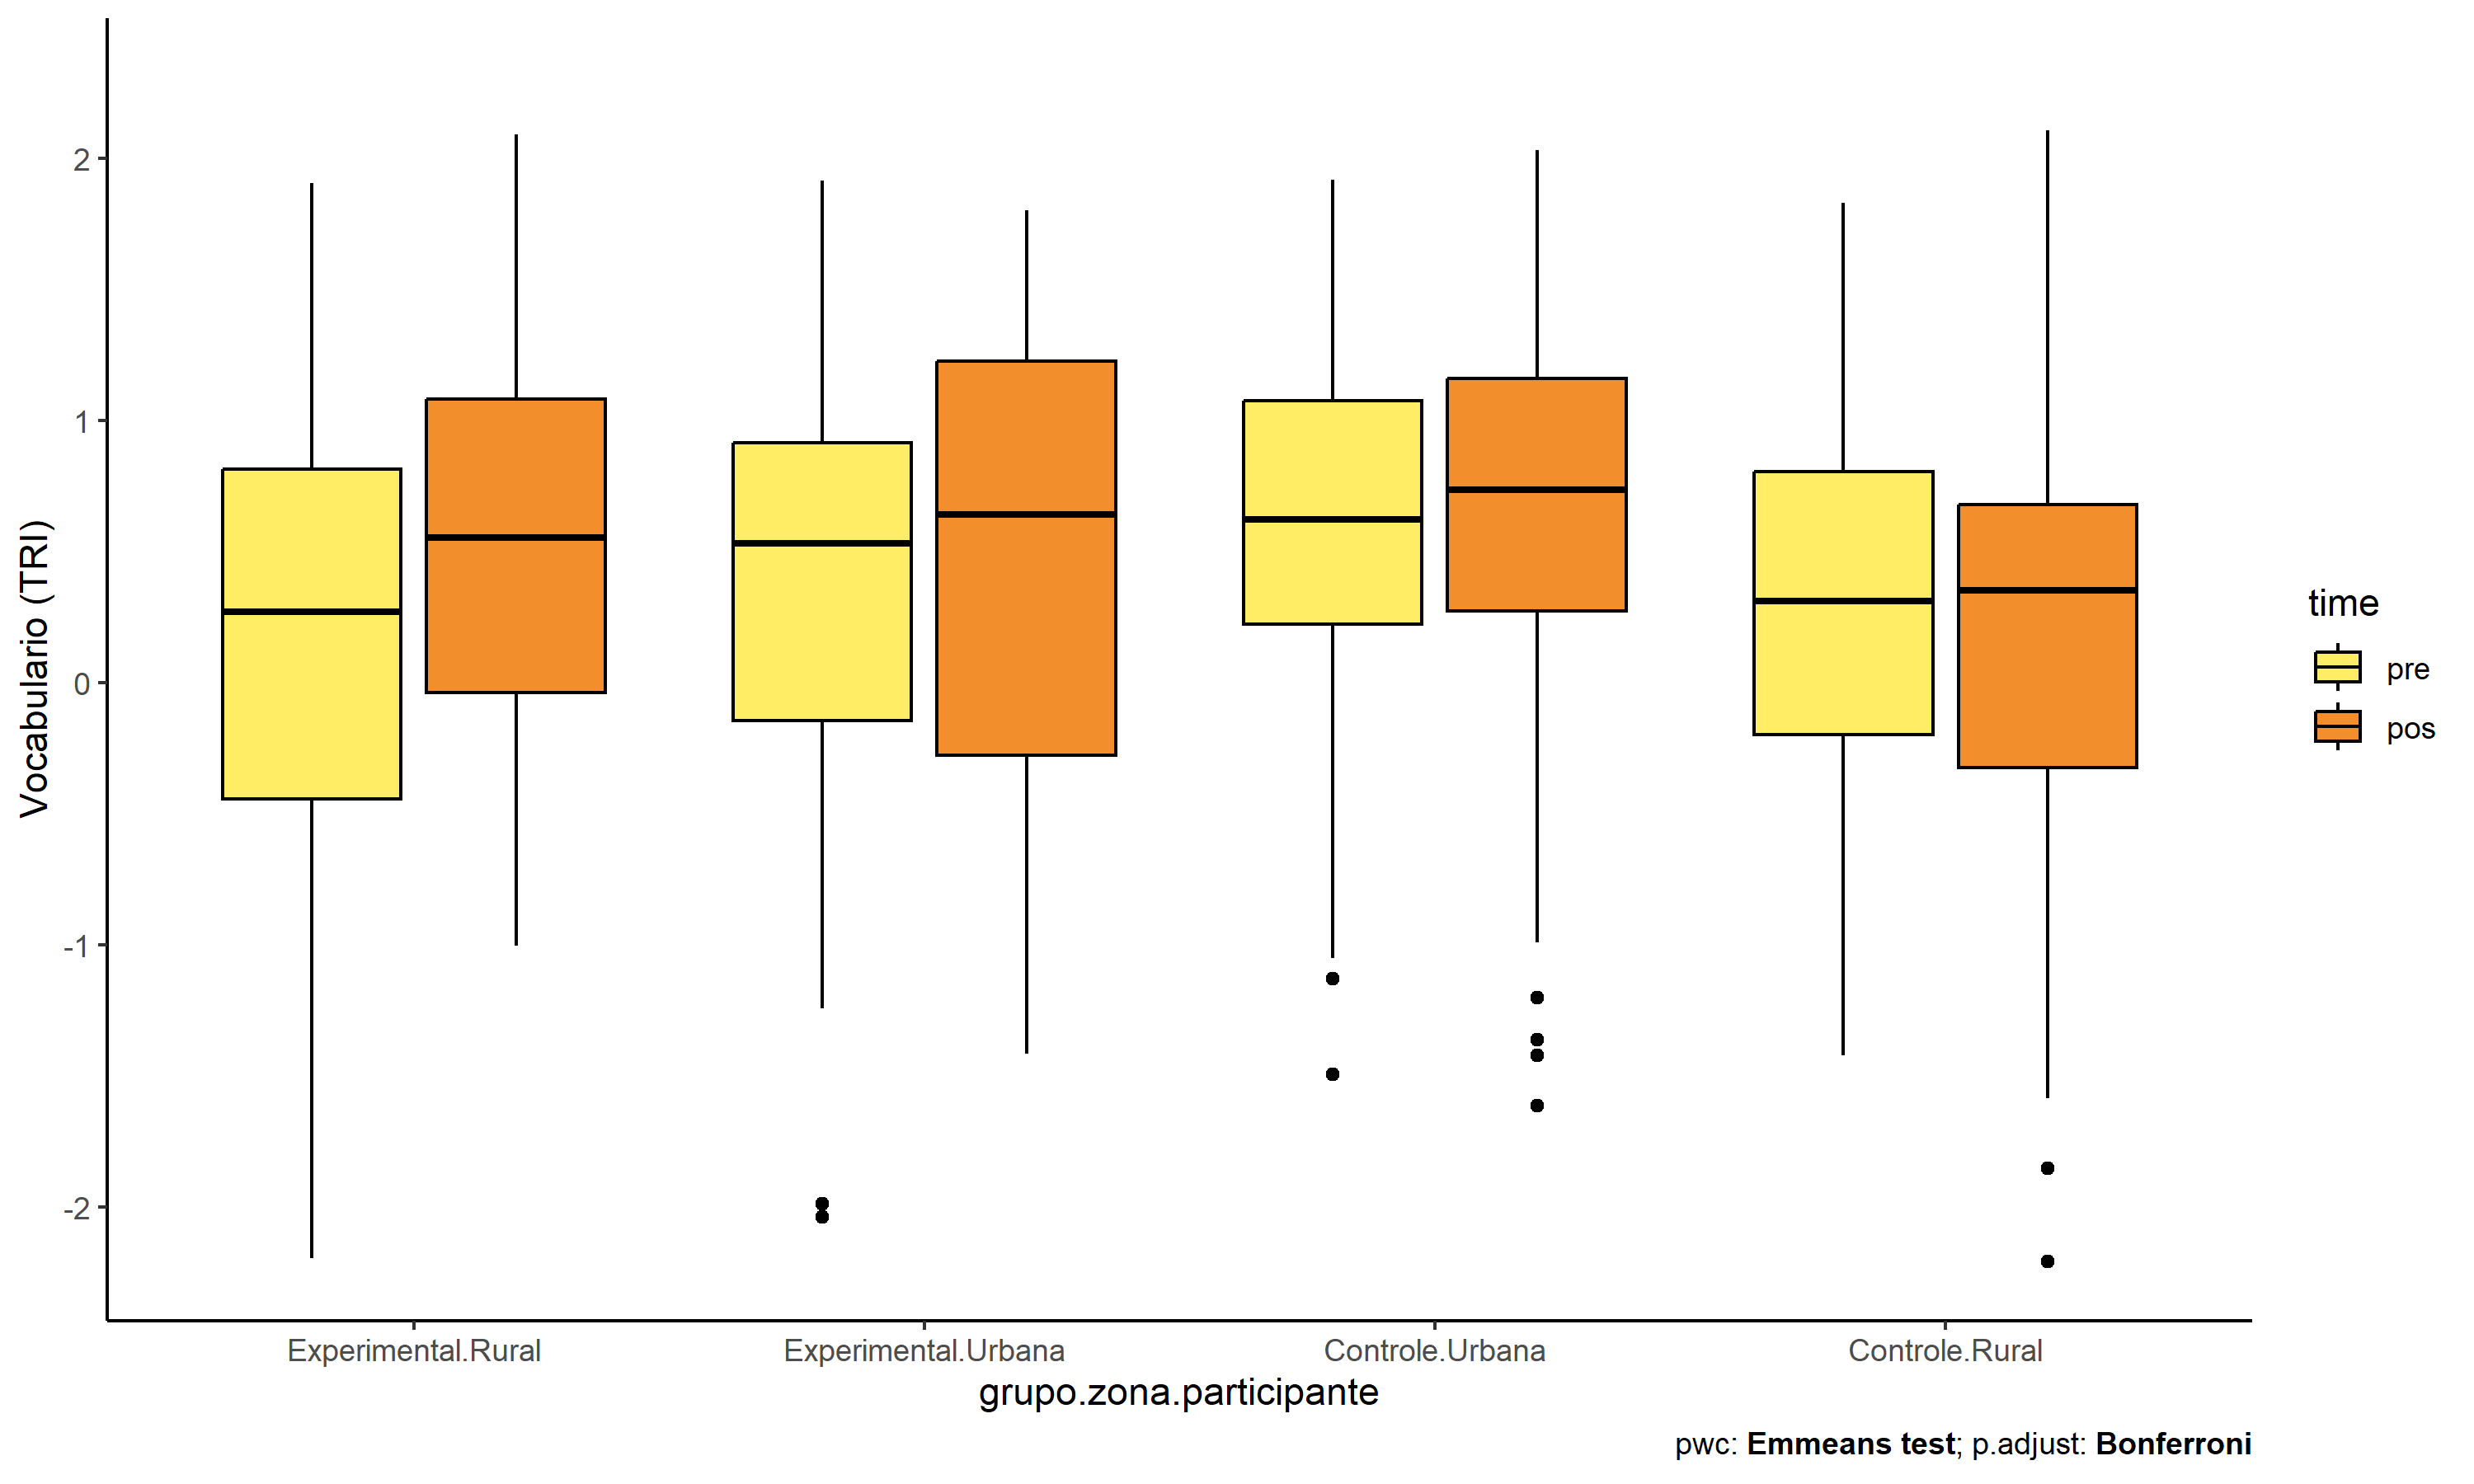 Vocabulario (TRI)
2
1
0
-1
-2
Experimental.Rural
Experimental.Urbana
Controle.Urbana
Controle.Rural
grupo.zona.participante
time
pre
pos
pwc: Emmeans test; p.adjust: Bonferroni